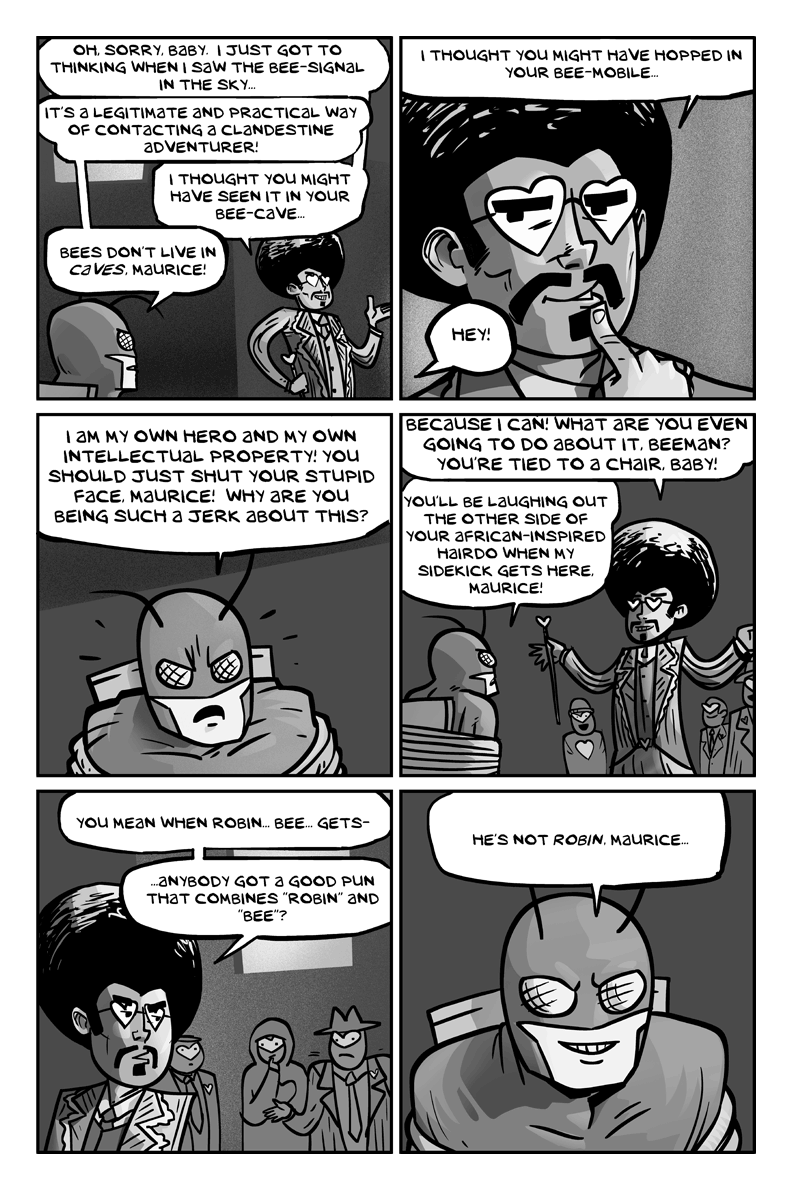 OH, SORRY, BABY. I JUST GOT TO
THINKING WHEN I SAW THE BEE-SIGNAL
IN THE SKY...
IT'S A LEGITIMATE AND PRACTICAL WAY
OF CONTACTING A CLANDESTINE
ADVENTURER!
I THOUGHT YOU MIGHT
HAVE SEEN IT IN YOUR
BEE-CAVE...
BEES DON'T LIVE IN
CAVES, MAURICE!
I THOUGHT YOU MIGHT HAVE HOPPED IN
YOUR BEE-MOBILE...
HEY!
I AM MY OWN HERO AND MY OWN
INTELLECTUAL PROPERTY! YOU
SHOULD JUST SHUT YOUR STUPID
FACE, MAURICE! WHY ARE YOU
BEING SUCH A JERK ABOUT THIS?
BECAUSE I CAN! WHAT ARE YOU EVEN
GOING TO DO ABOUT IT, BEEMAN?
YOU'RE TIED TO A CHAIR, BABY!
YOU'LL BE LAUGHING OUT
THE OTHER SIDE OF
YOUR AFRICAN-INSPIRED
HAIRDO WHEN MY
SIDEKICK GETS HERE,
MAURICE!
YOU MEAN WHEN ROBIN... BEE... GETS-
...ANYBODY GOT A GOOD PUN
THAT COMBINES "ROBIN" AND
"BEE"?
HE'S NOT ROBIN, MAURICE...